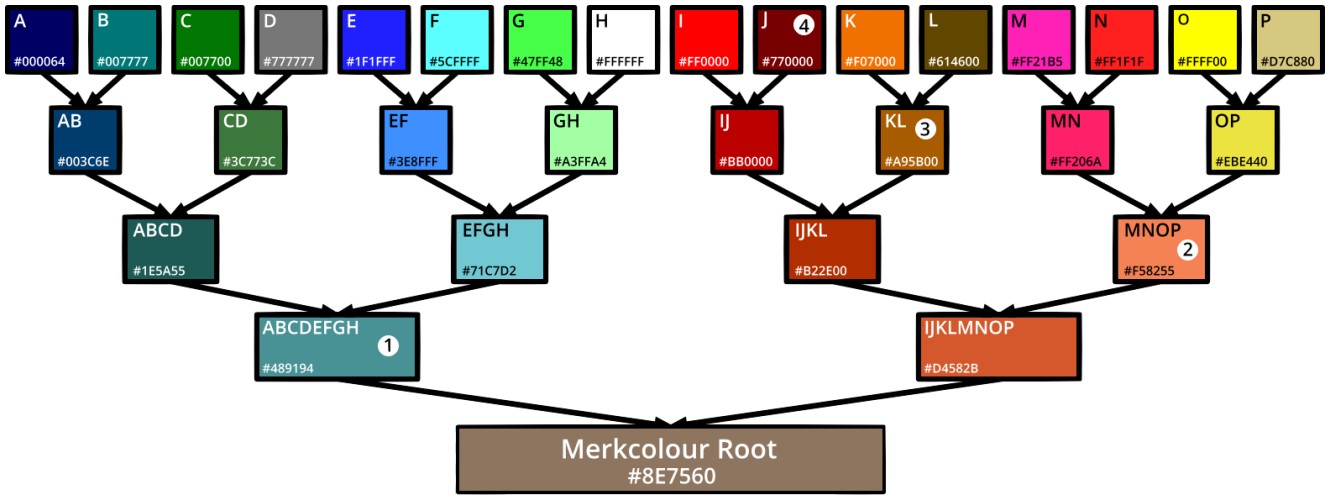 A
#000064
B
#007777
C
#007700
D
#777777
E
#1F1FFF
F
#5CFFFF
G
#47FF48
H
#FFFFFF
I
#FF0000
J
4
#770000
K
#F07000
L
#614600
M
#FF21B5
N
#FF1F1F
O
#FFFF00
P
#D7C880
AB
#003C6E
CD
#3C773C
EF
#3E8FFF
GH
#A3FFA4
IJ
#BB0000
KL
3
#A95B00
MN
#FF206A
OP
#EBE440
ABCD
#1E5A55
EFGH
#71C7D2
IJKL
#B22E00
MNOP
2
#F58255
ABCDEFGH
1
#489194
IJKLMNOP
#D4582B
Merkcolour Root
#8E7560